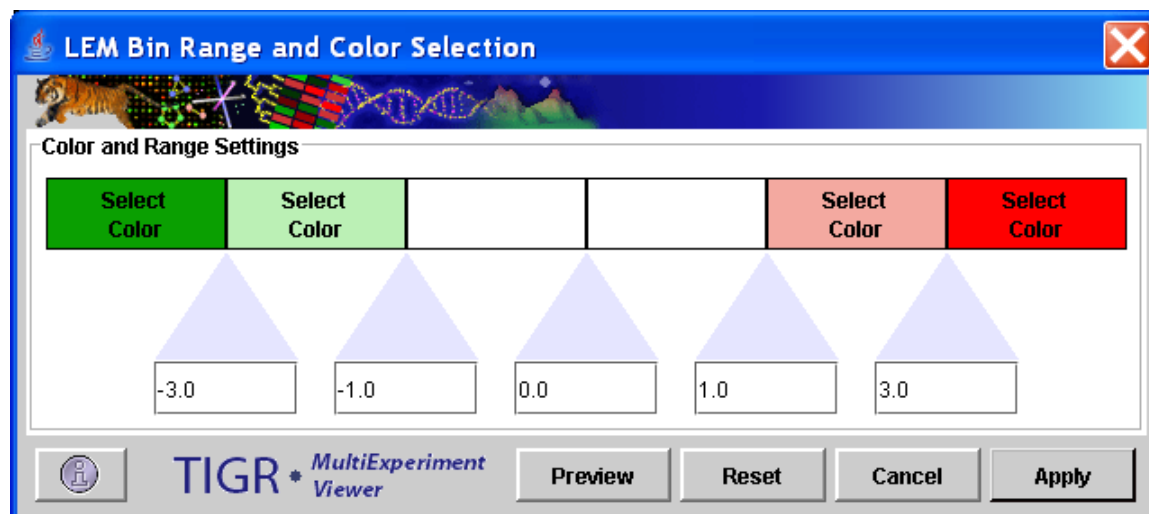 LEM Bin Range and Color Selection
Color and Range Settings
Select Color
Select Color
Select Color
Select Color
-3.0
-1.0
0.0
1.0
3.0
TIGR
MultiExperiment
Viewer
Preview
Reset
Cancel
Apply